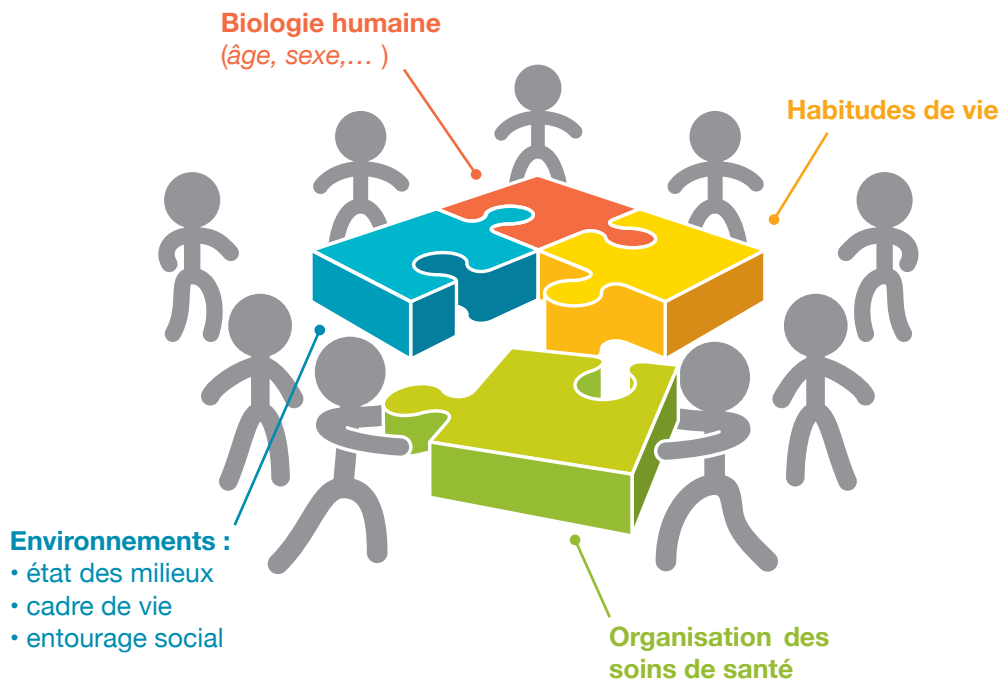 Biologie humaine
(âge, sexe,… )
Habitudes de vie
Environnements :
• état des milieux
• cadre de vie
• entourage social
Organisation des
soins de santé